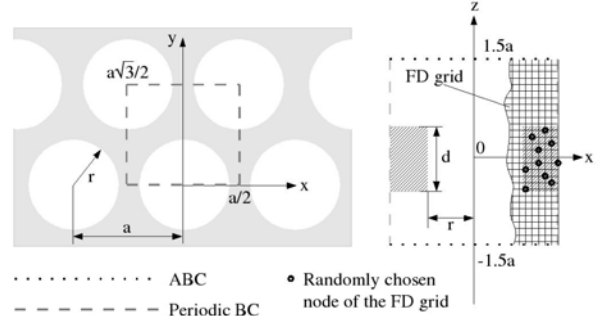 y
a√3/2
r
x
a/2
a
z
1.5a
FD grid
0
x
d
r
-1.5a
ABC
Periodic BC
Randomly chosen
node of the FD grid